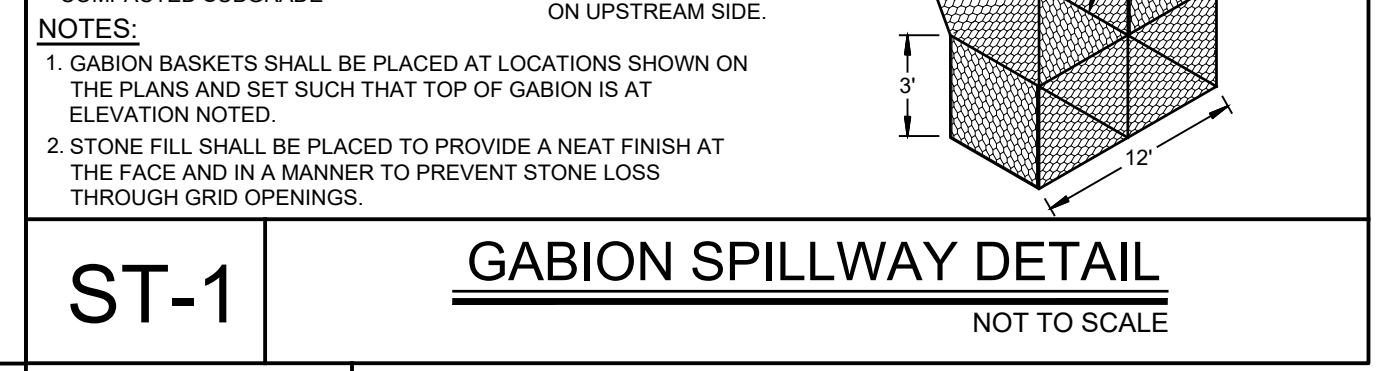 COMPACTED SUBGRADE
ON UPSTREAM SIDE.
NOTES:
1. GABION BASKETS SHALL BE PLACED AT LOCATIONS SHOWN ON
THE PLANS AND SET SUCH THAT TOP OF GABION IS AT
ELEVATION NOTED.
2. STONE FILL SHALL BE PLACED TO PROVIDE A NEAT FINISH AT
THE FACE AND IN A MANNER TO PREVENT STONE LOSS
THROUGH GRID OPENINGS.
3'
12'
ST-1
GABION SPILLWAY DETAIL
NOT TO SCALE